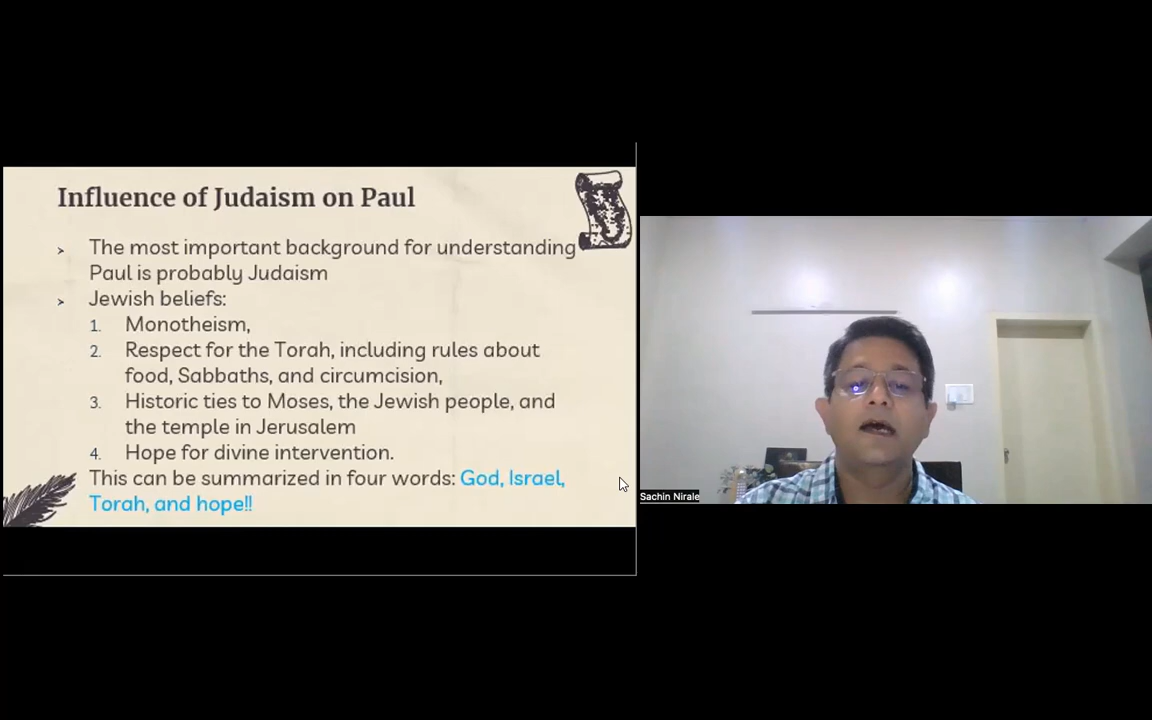 Influence of Judaism on Paul
➢ The most important background for understanding
Paul is probably Judaism
➢ Jewish beliefs:
1. Monotheism,
2. Respect for the Torah, including rules about
food, Sabbaths, and circumcision,
3. Historic ties to Moses, the Jewish people, and
the temple in Jerusalem
4. Hope for divine intervention.
This can be summarized in four words: God, Israel,
Torah, and hope!!
Sachin Nirale